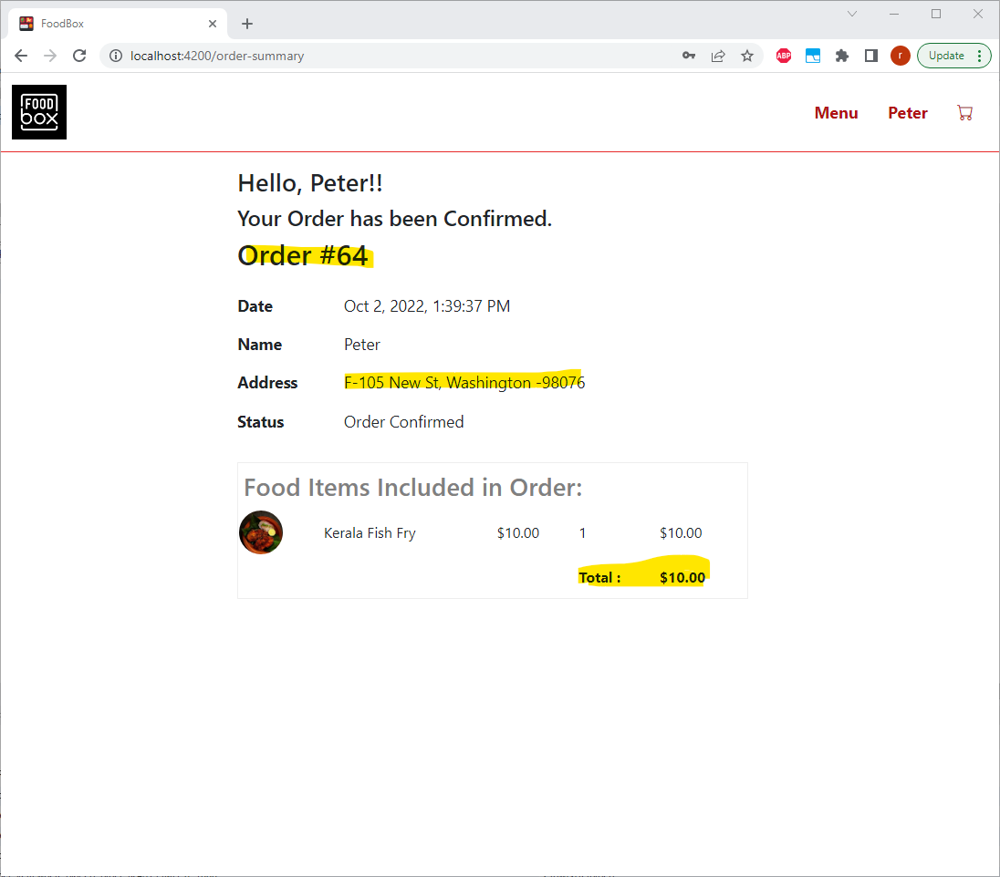 FoodBox
localhost:4200/order-summary
ABP
r
Update
FOOD
box
Menu
Peter
Hello, Peter!!
Your Order has been Confirmed.
Order #64
Date Oct 2, 2022, 1:39:37 PM
Name Peter
Address F-105 New St, Washington -98076
Status Order Confirmed
Food Items Included in Order:
Kerala Fish Fry $10.00 1 $10.00
Total : $10.00